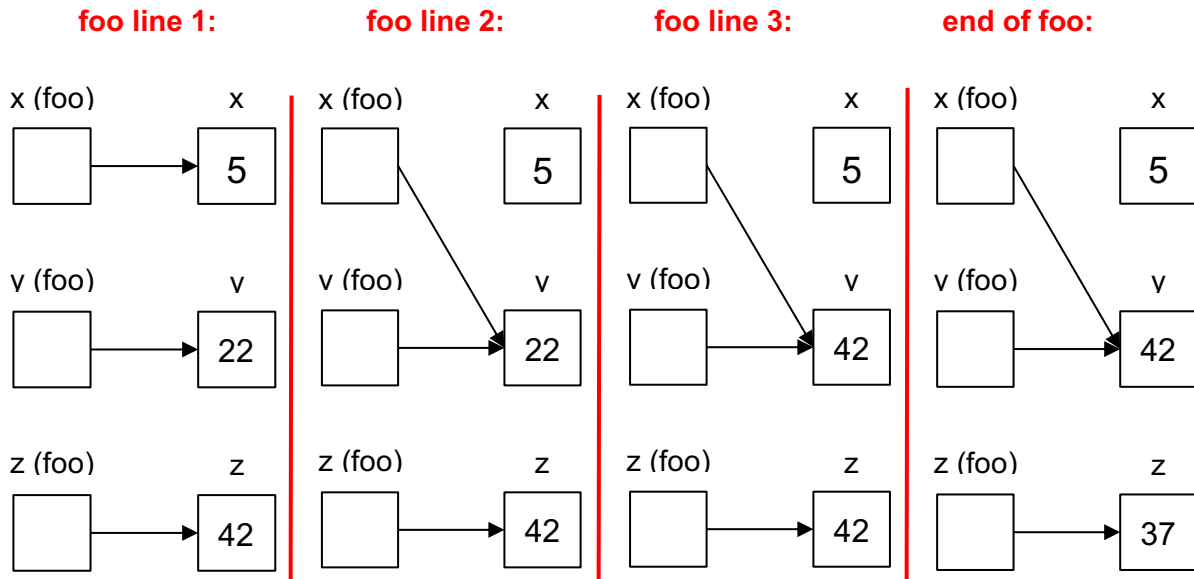 foo line 1: foo line 2: foo line 3: end of foo:
x (foo) x x (foo) x x (foo) x x (foo) x
5 5 5 5
y (foo) y y (foo) y y (foo) y y (foo) y
22 22 42 42
z (foo) z z (foo) z z (foo) z z (foo) z
42 42 42 37